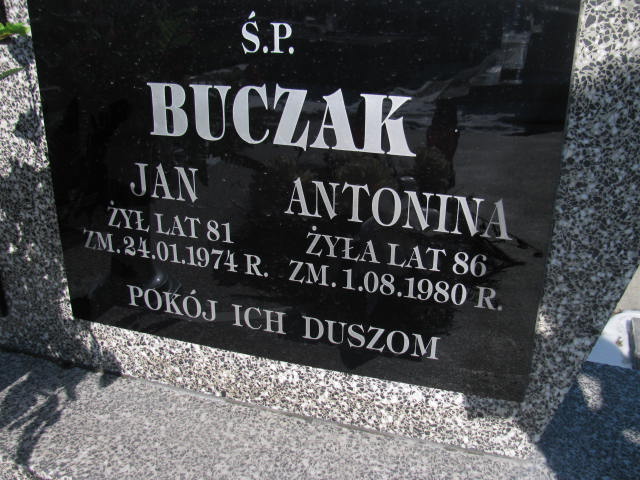 Ś.P.
BUCZAK
JAN
ŻYŁ LAT 81
ZM. 24.01.1974 R.
ANTONINA
ŻYŁA LAT 86
ZM. 1.08.1980 R.
POKÓJ ICH DUSZOM